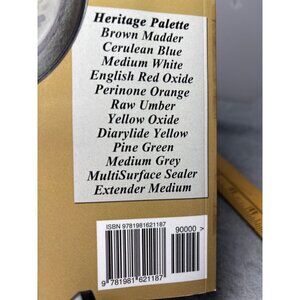 Heritage Palette
Brown Madder
Cerulean Blue
Medium White
English Red Oxide
Perinone Orange
Raw Umber
Yellow Oxide
Diarylide Yellow
Pine Green
Medium Grey
MultiSurface Sealer
Extender Medium
ISBN 9781981621187
90000 >
9 781981 621187